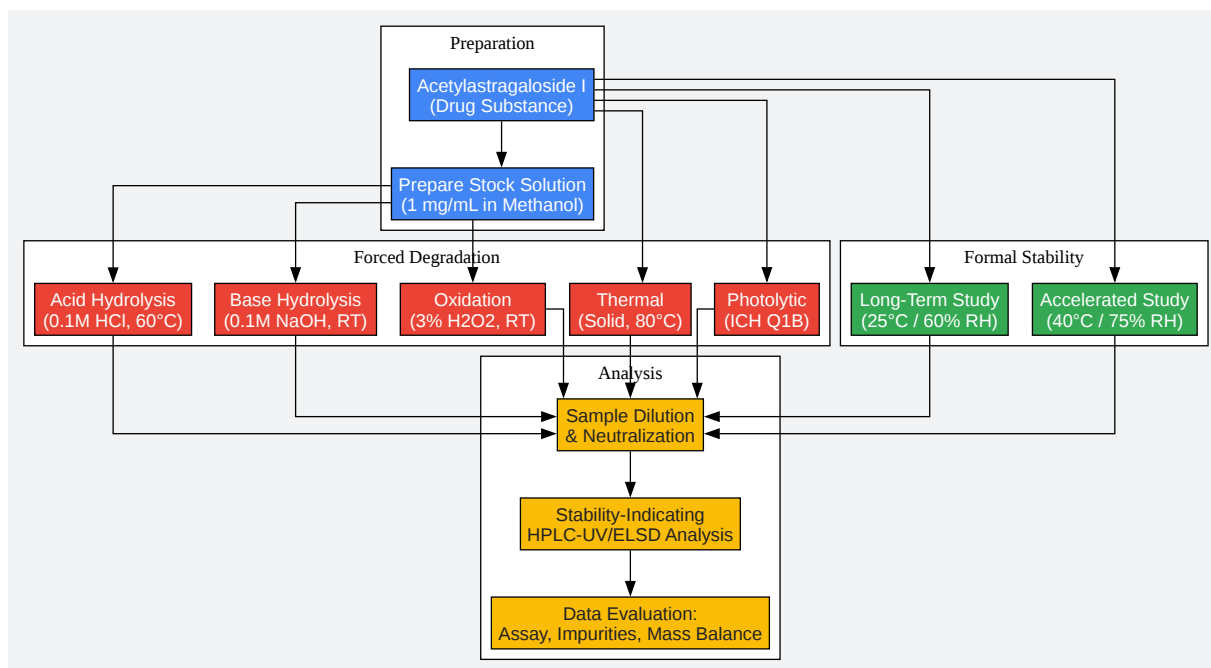 Preparation
Acetylastragaloside I
(Drug Substance)
Prepare Stock Solution
(1 mg/mL in Methanol)
Forced Degradation
Formal Stability
Acid Hydrolysis
(0.1M HCl, 60°C)
Base Hydrolysis
(0.1M NaOH, RT)
Oxidation
(3% H2O2, RT)
Thermal
(Solid, 80°C)
Photolytic
(ICH Q1B)
Long-Term Study
(25°C / 60% RH)
Accelerated Study
(40°C / 75% RH)
Analysis
Sample Dilution
& Neutralization
Stability-Indicating
HPLC-UV/ELSD Analysis
Data Evaluation:
Assay, Impurities, Mass Balance